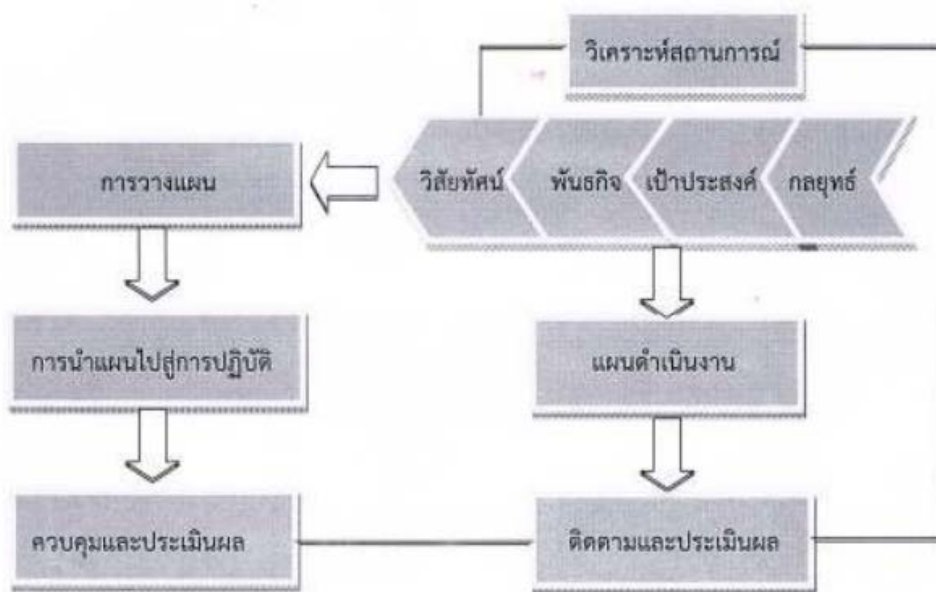 วิเคราะห์สถานการณ์
การวางแผน
วิสัยทัศน์
พันธกิจ
เป้าประสงค์
กลยุทธ์
การนำแผนไปสู่การปฏิบัติ
แผนดำเนินงาน
ควบคุมและประเมินผล
ติดตามและประเมินผล